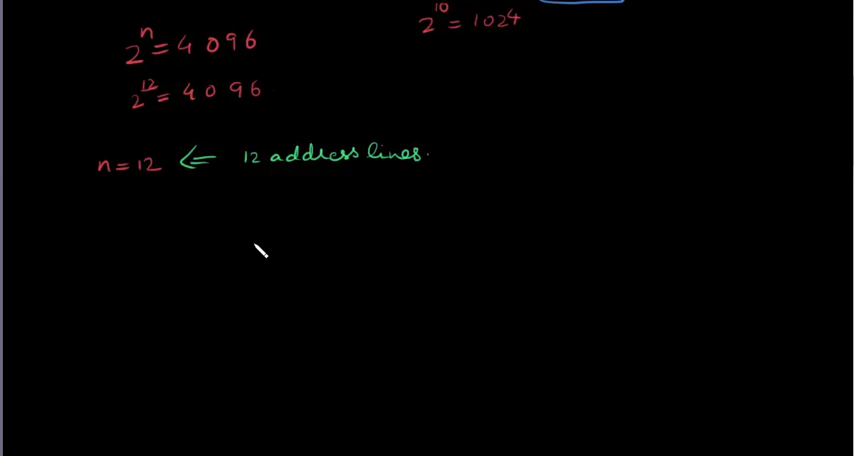 2^10 = 1024
2^n = 4096
2^12 = 4096
n = 12 ⇐ 12 address lines.